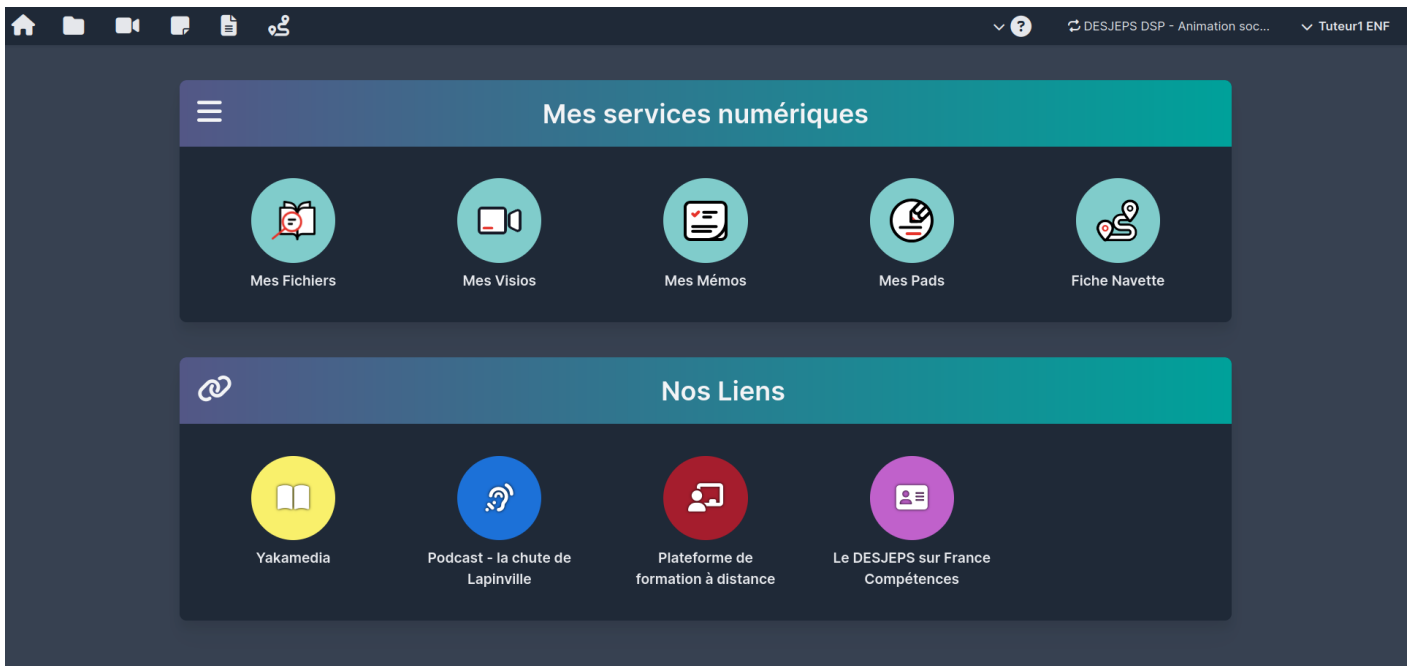 DESJEPS DSP - Animation soc...
Tuteur1 ENF
Mes services numériques
Mes Fichiers
Mes Visios
Mes Mémos
Mes Pads
Fiche Navette
Nos Liens
Yakamedia
Podcast - la chute de
Lapinville
Plateforme de
formation à distance
Le DESJEPS sur France
Compétences